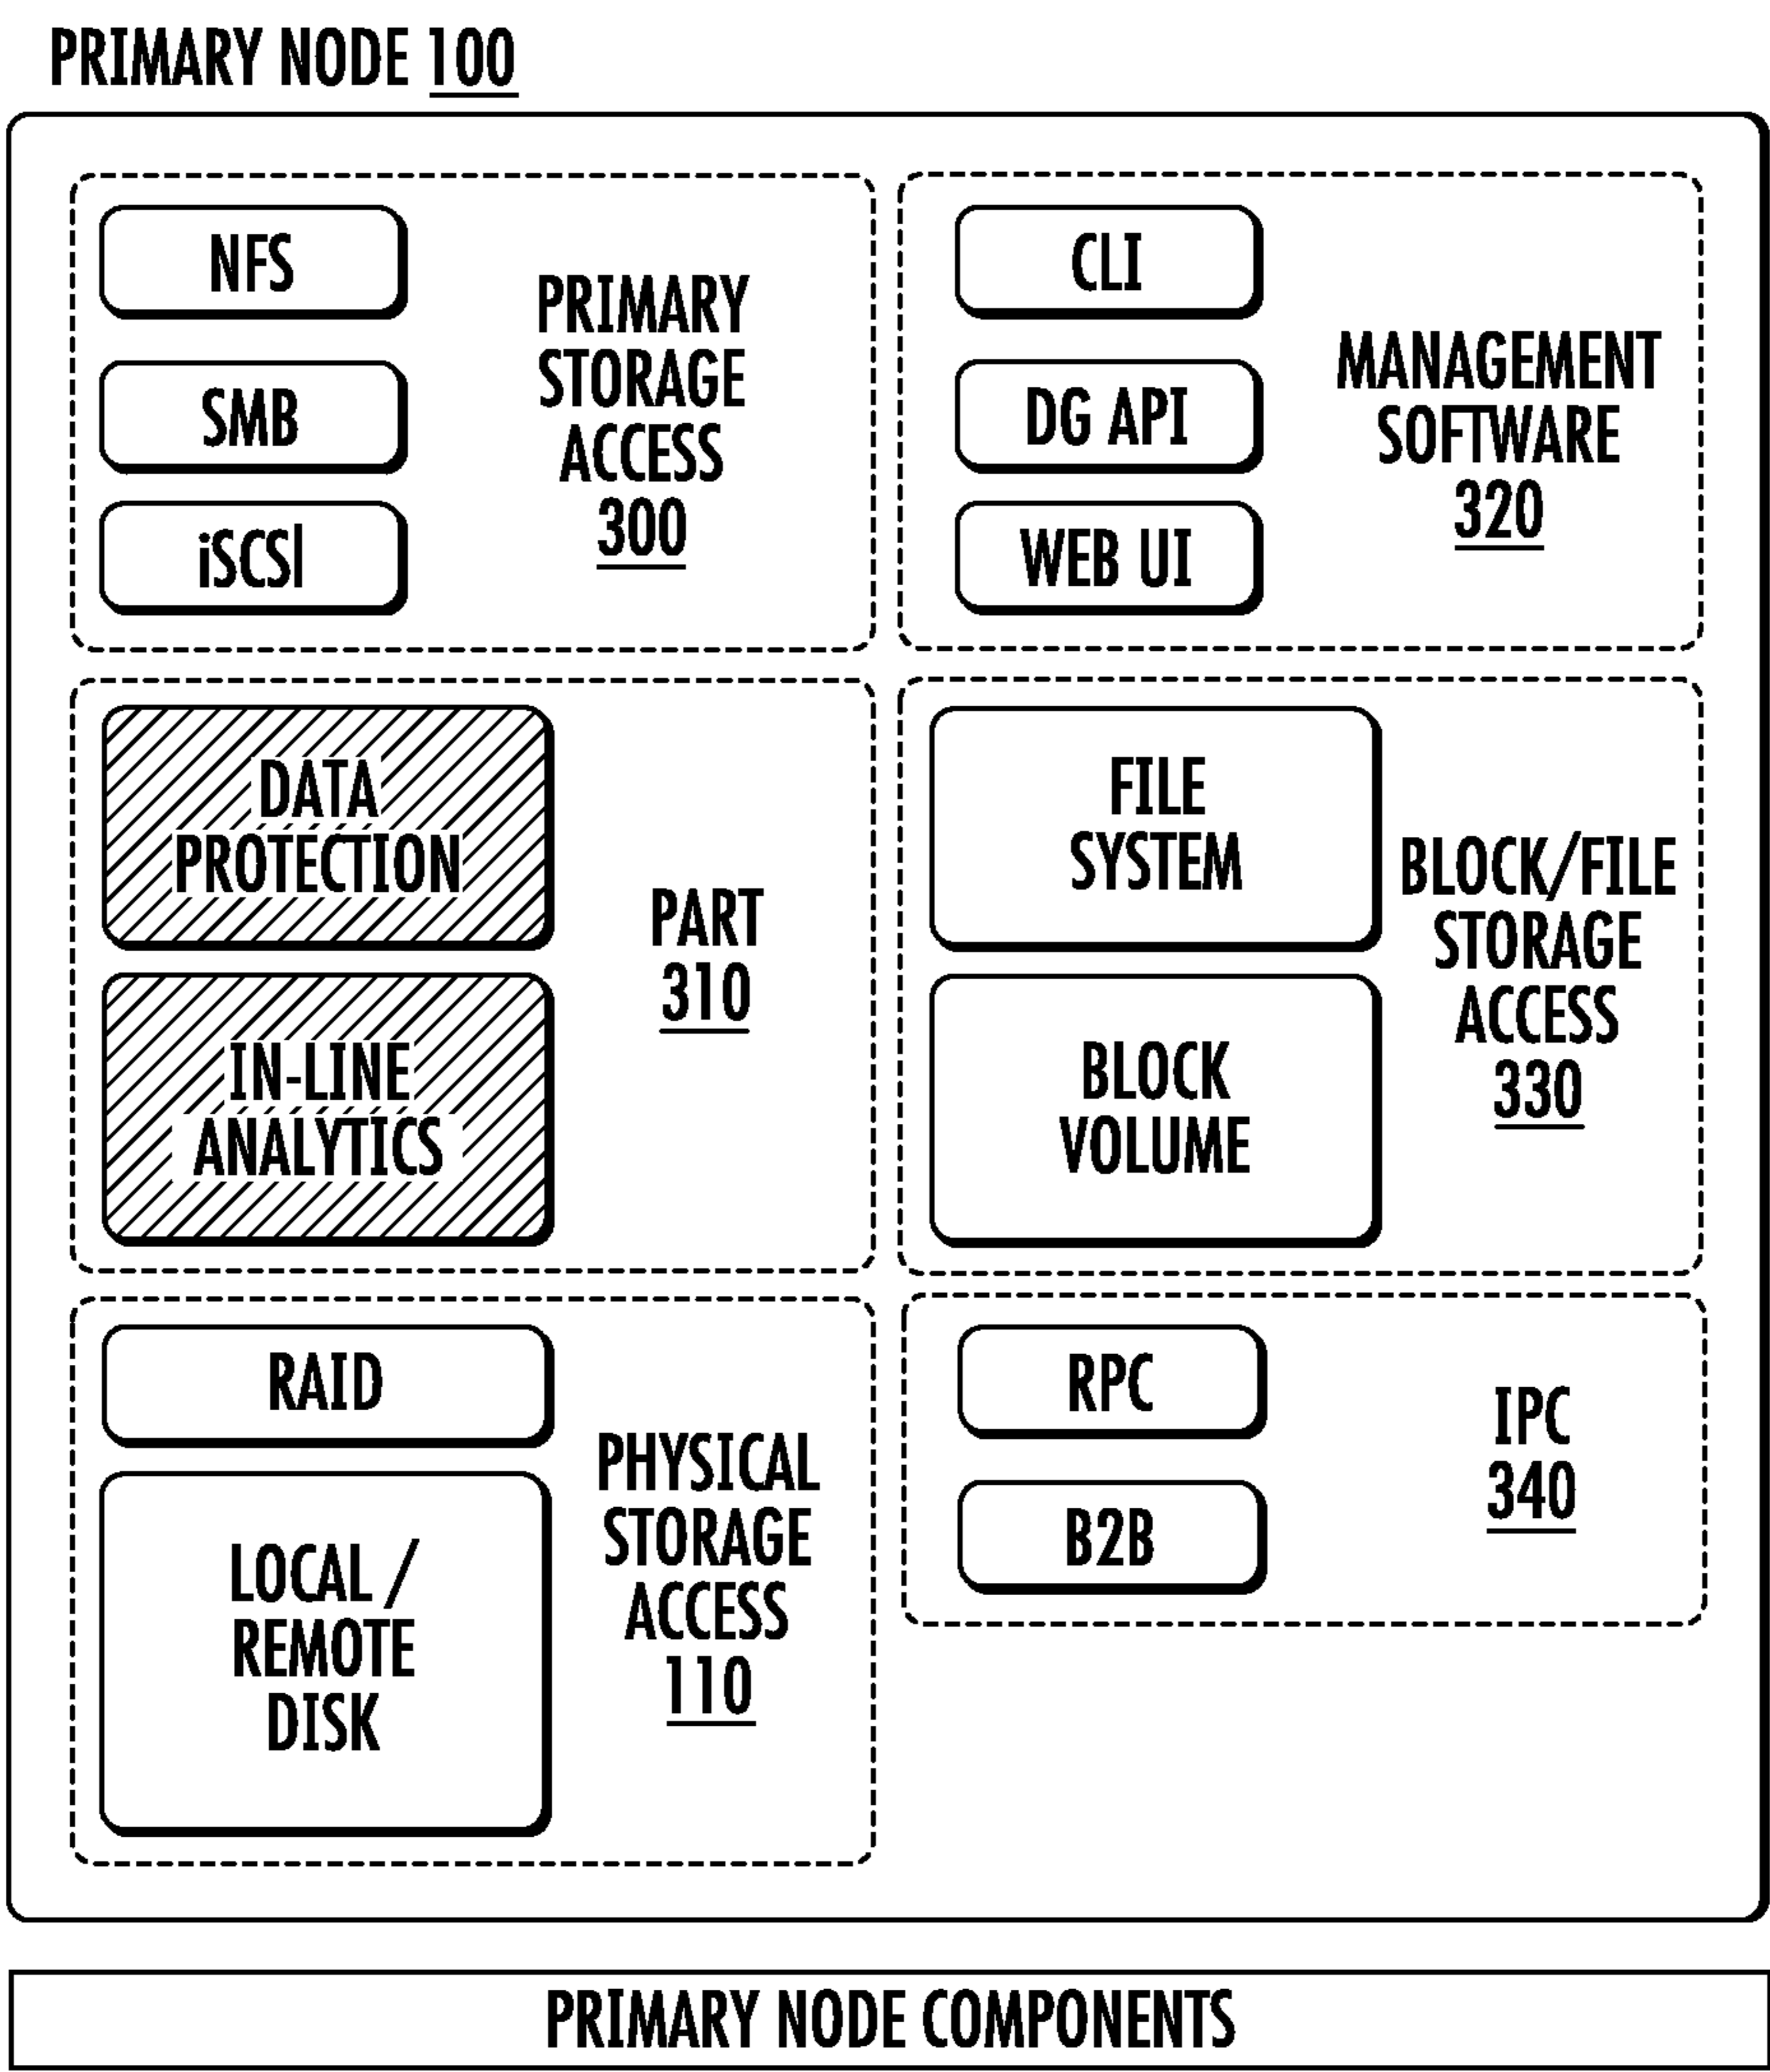 PRIMARY NODE 100
NFS
SMB
iSCSI
PRIMARY
STORAGE
ACCESS
300
CLI
DG API
WEB UI
MANAGEMENT
SOFTWARE
320
DATA
PROTECTION
IN-LINE
ANALYTICS
PART
310
FILE
SYSTEM
BLOCK
VOLUME
BLOCK/FILE
STORAGE
ACCESS
330
RAID
LOCAL /
REMOTE
DISK
PHYSICAL
STORAGE
ACCESS
110
RPC
B2B
IPC
340
PRIMARY NODE COMPONENTS